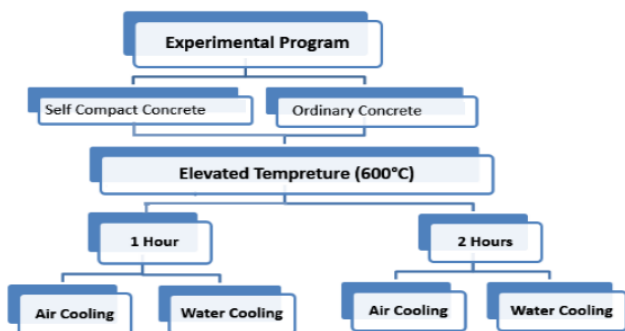 Experimental Program
Self Compact Concrete
Ordinary Concrete
Elevated Tempreture (600°C)
1 Hour
2 Hours
Air Cooling
Water Cooling
Air Cooling
Water Cooling